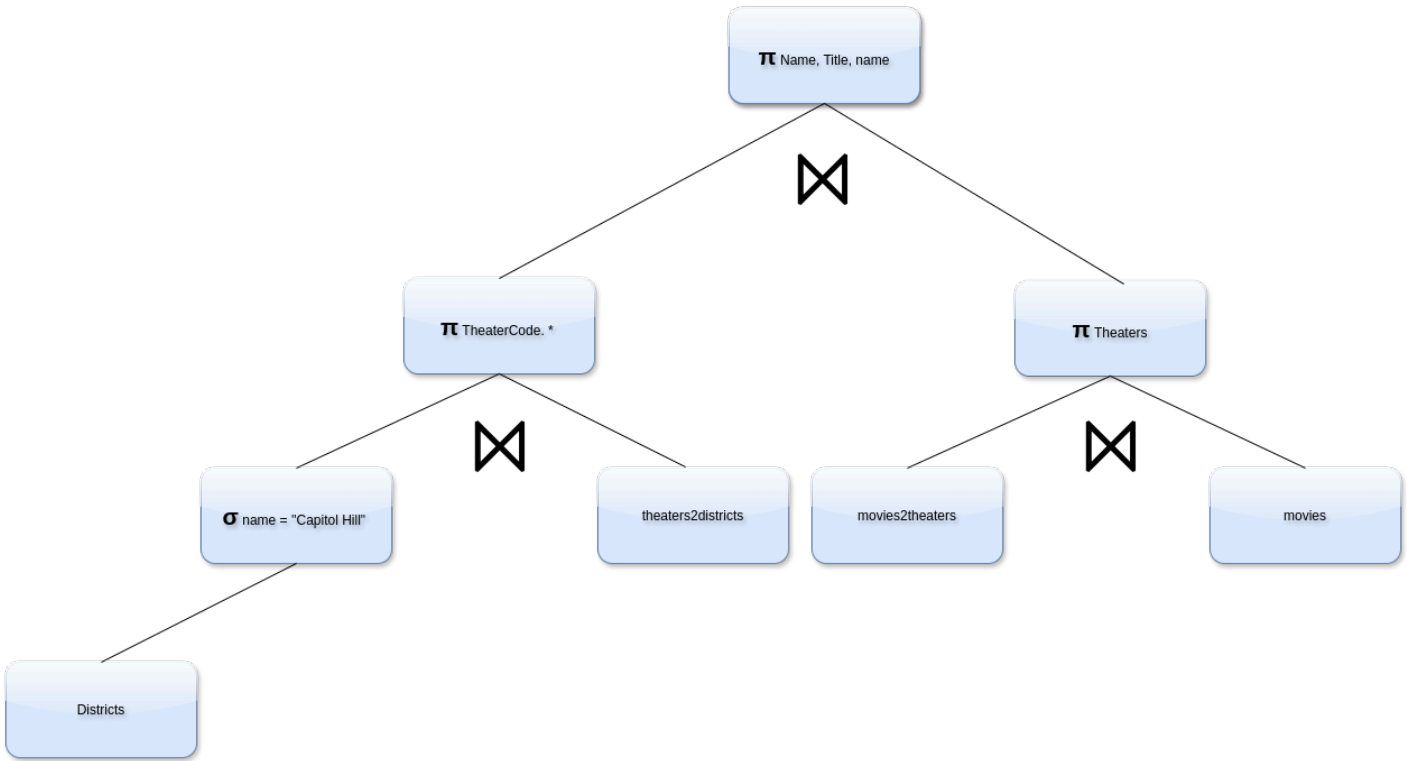 π Name, Title, name
⋈
π TheaterCode. *
π Theaters
⋈
⋈
σ name = "Capitol Hill"
theaters2districts
movies2theaters
movies
Districts